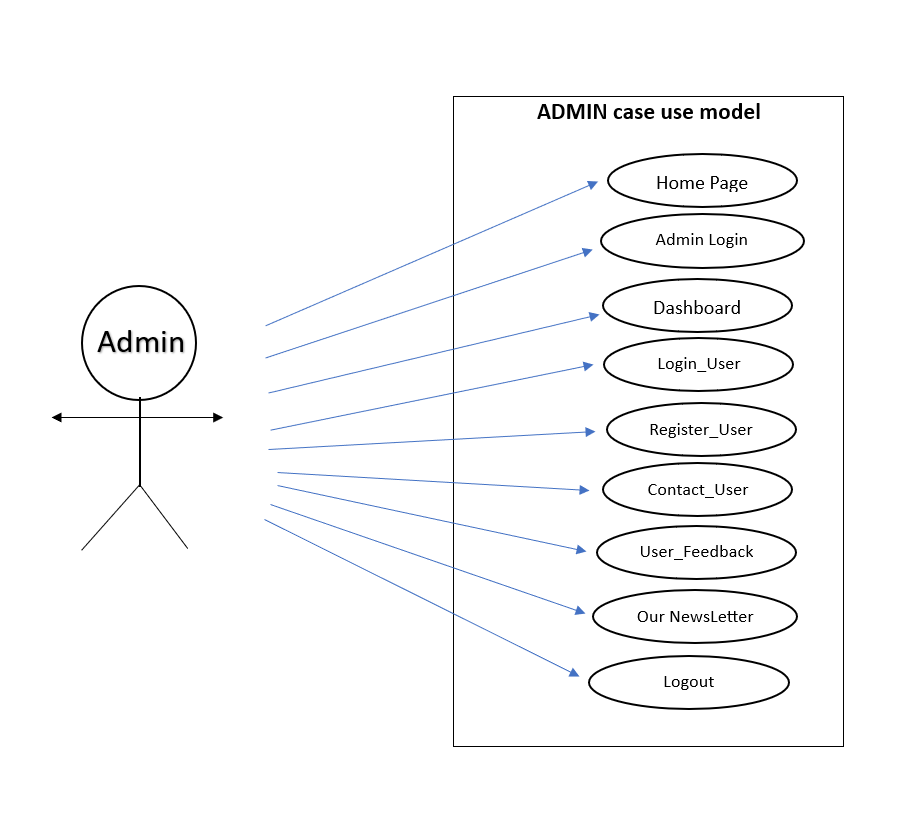 ADMIN case use model
Home Page
Admin Login
Admin
Dashboard
Login_User
Register_User
Contact_User
User_Feedback
Our NewsLetter
Logout